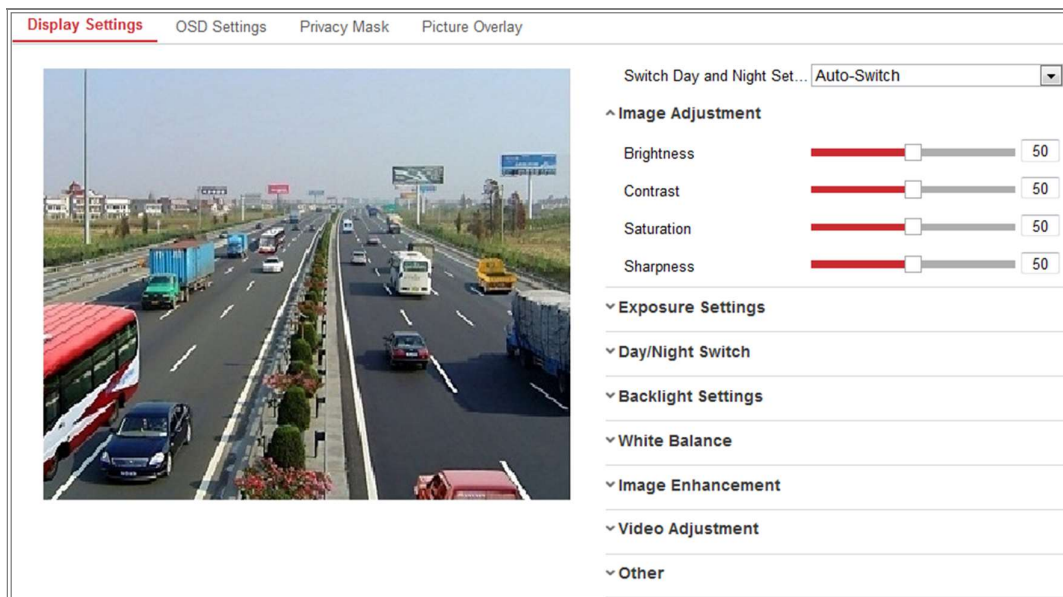 Display Settings OSD Settings Privacy Mask Picture Overlay
Switch Day and Night Set... Auto-Switch
Image Adjustment
Brightness 50
Contrast 50
Saturation 50
Sharpness 50
Exposure Settings
Day/Night Switch
Backlight Settings
White Balance
Image Enhancement
Video Adjustment
Other